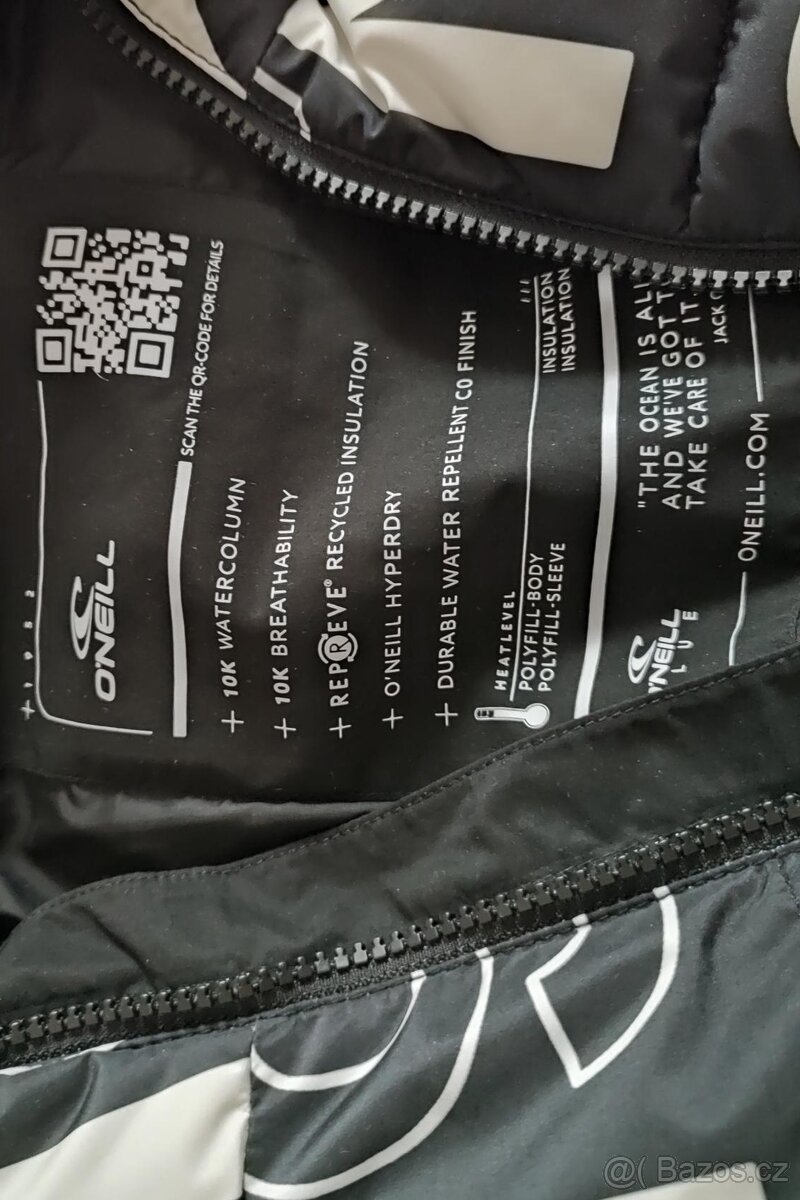 +1952
O'NEILL
SCAN THE QR-CODE FOR DETAILS
+ 10K WATERCOLUMN
+ 10K BREATHABILITY
+ REPREVE® RECYCLED INSULATION
+ O'NEILL HYPERDRY
+ DURABLE WATER REPELLENT C0 FINISH
HEATLEVEL ///
POLYFILL-BODY INSULATION
POLYFILL-SLEEVE INSULATION
'NEILL
L U E
"THE OCEAN IS
AND WE'VE GOT
TAKE CARE OF IT.
JACK
ONEILL.COM
@( Bazos.cz